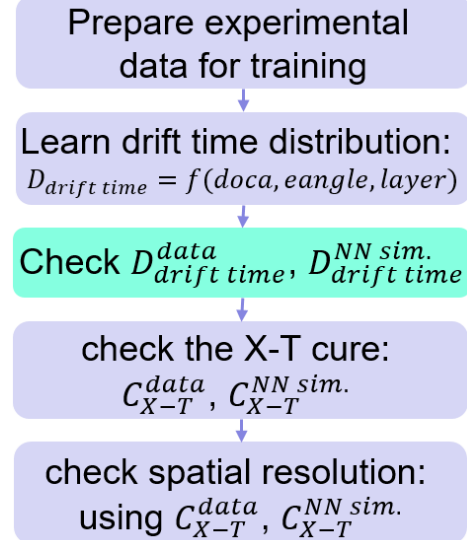 Prepare experimental
data for training
Learn drift time distribution:
D_{drift time} = f(doca, eangle, layer)
Check D^{data}_{drift time}, D^{NN sim.}_{drift time}
check the X-T cure:
C^{data}_{X-T}, C^{NN sim.}_{X-T}
check spatial resolution:
using C^{data}_{X-T}, C^{NN sim.}_{X-T}